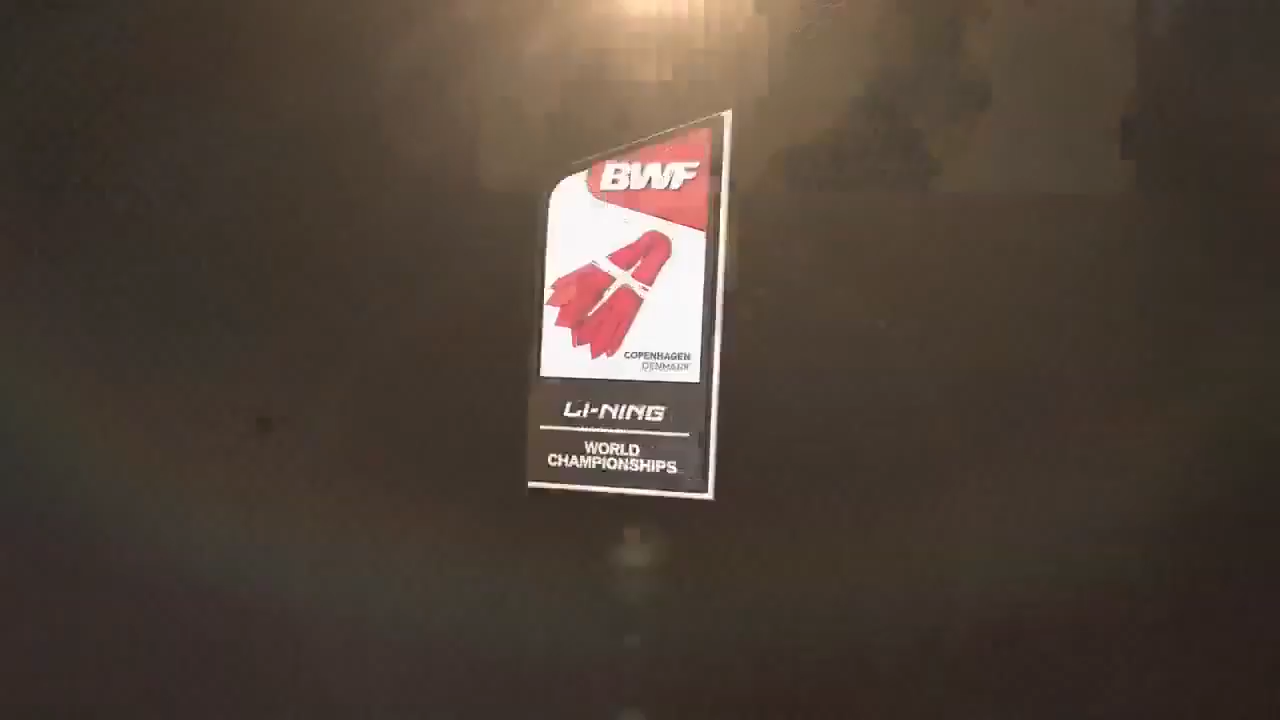 BWF
COPENHAGEN
DENMARK
LI-NING
WORLD
CHAMPIONSHIPS